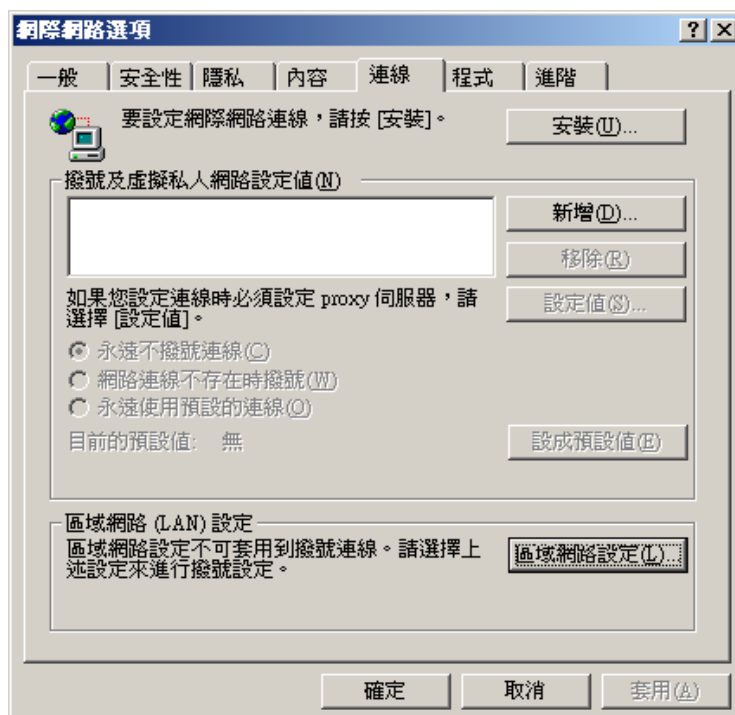 網際網路選項
一般 安全性 隱私 內容 連線 程式 進階
要設定網際網路連線,請按 [安裝]。
安裝(U)...
撥號及虛擬私人網路設定值(N)
新增(D)...
移除(R)
如果您設定連線時必須設定 proxy 伺服器,請
選擇 [設定值]。
設定值(S)...
永遠不撥號連線(C)
網路連線不存在時撥號(W)
永遠使用預設的連線(O)
目前的預設值: 無
設成預設值(E)
區域網路 (LAN) 設定
區域網路設定不可套用到撥號連線。請選擇上
述設定來進行撥號設定。
區域網路設定(L)...
確定 取消 套用(A)